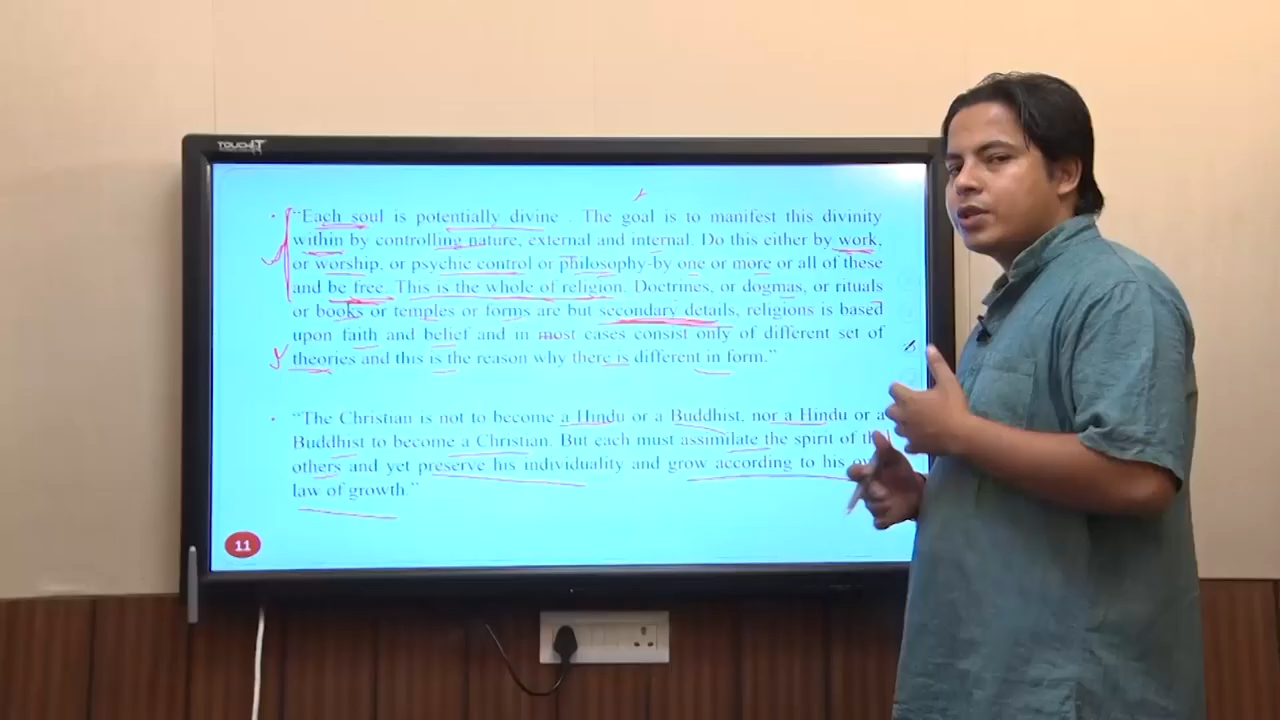 TOUCHIT
• “Each soul is potentially divine . The goal is to manifest this divinity
within by controlling nature, external and internal. Do this either by work,
or worship, or psychic control or philosophy-by one or more or all of these
and be free. This is the whole of religion. Doctrines, or dogmas, or rituals
or books or temples or forms are but secondary details, religions is based
upon faith and belief and in most cases consist only of different set of
theories and this is the reason why there is different in form.”
• “The Christian is not to become a Hindu or a Buddhist, nor a Hindu or a
Buddhist to become a Christian. But each must assimilate the spirit of
others and yet preserve his individuality and grow according to his
law of growth.”
11